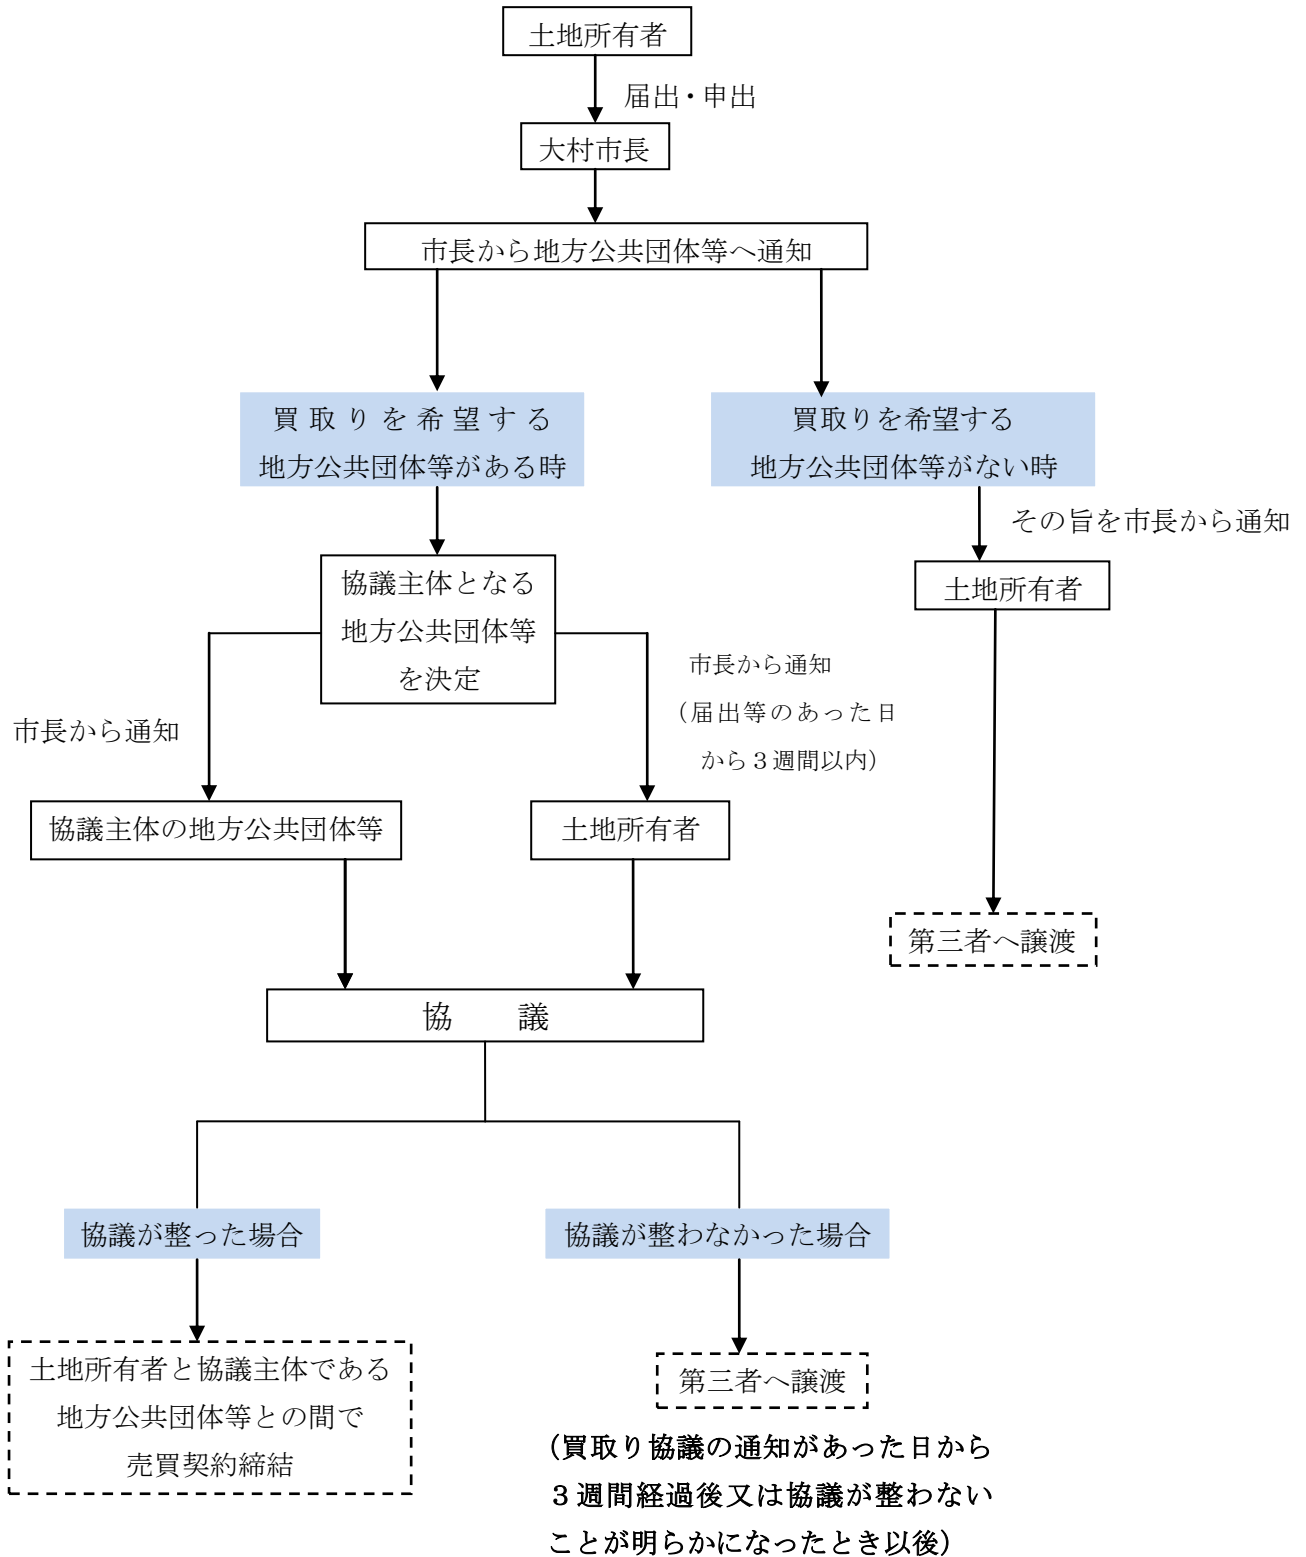 土地所有者
届出・申出
大村市長
市長から地方公共団体等へ通知
買取りを希望する
地方公共団体等がある時
買取りを希望する
地方公共団体等がない時
その旨を市長から通知
土地所有者
協議主体となる
地方公共団体等
を決定
市長から通知
市長から通知
（届出等のあった日
から３週間以内）
協議主体の地方公共団体等
土地所有者
第三者へ譲渡
協　　議
協議が整った場合
協議が整わなかった場合
土地所有者と協議主体である
地方公共団体等との間で
売買契約締結
第三者へ譲渡
（買取り協議の通知があった日から
３週間経過後又は協議が整わない
ことが明らかになったとき以後）